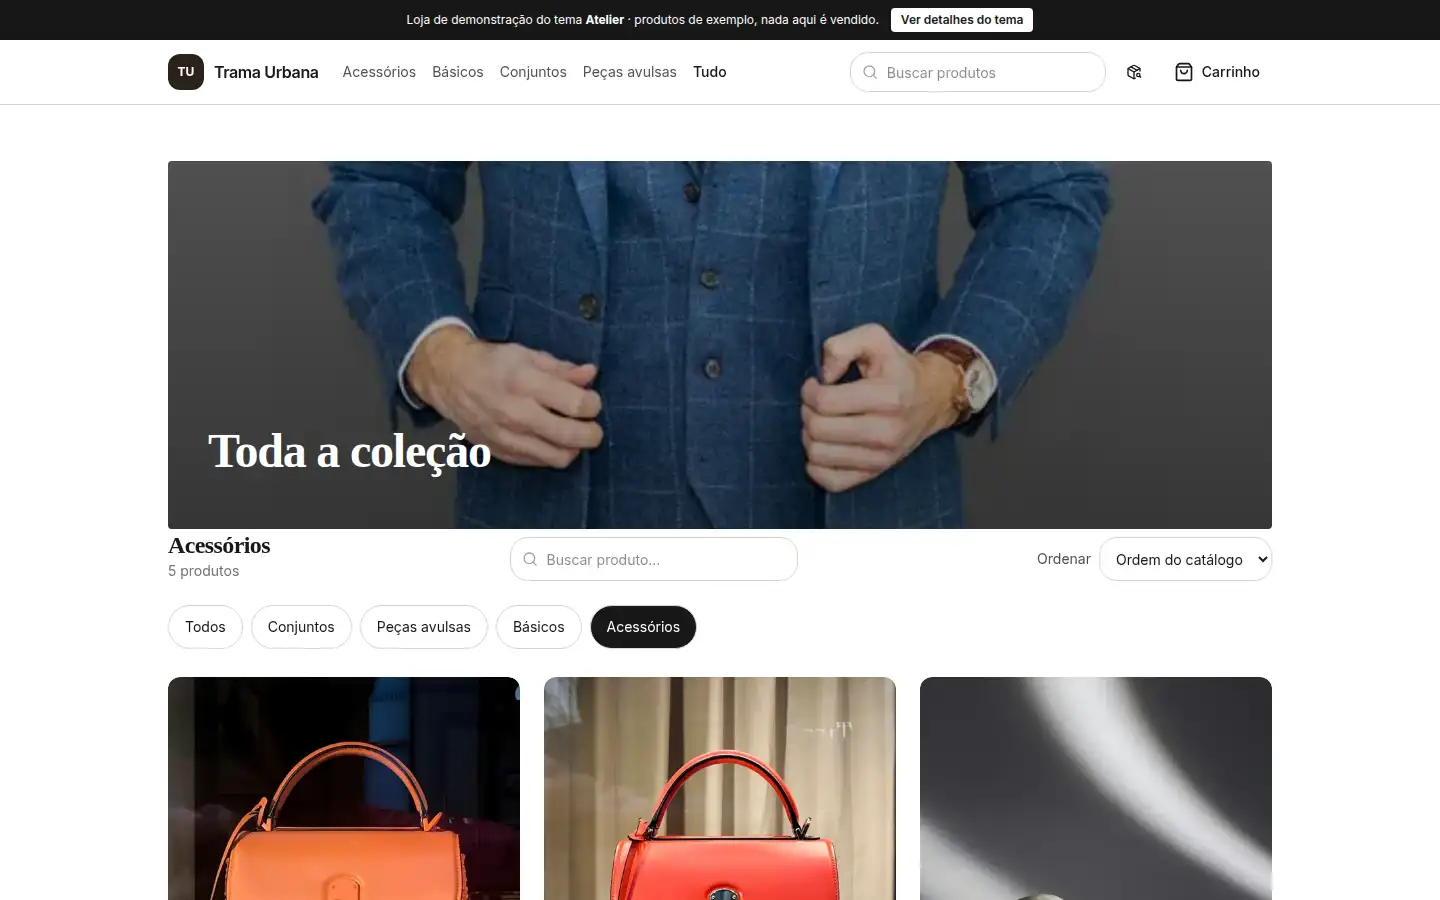 Loja de demonstração do tema Atelier · produtos de exemplo, nada aqui é vendido. Ver detalhes do tema
TU Trama Urbana Acessórios Básicos Conjuntos Peças avulsas Tudo Buscar produtos Carrinho
Toda a coleção
Acessórios
5 produtos
Buscar produto...
Ordenar Ordem do catálogo
Todos Conjuntos Peças avulsas Básicos Acessórios